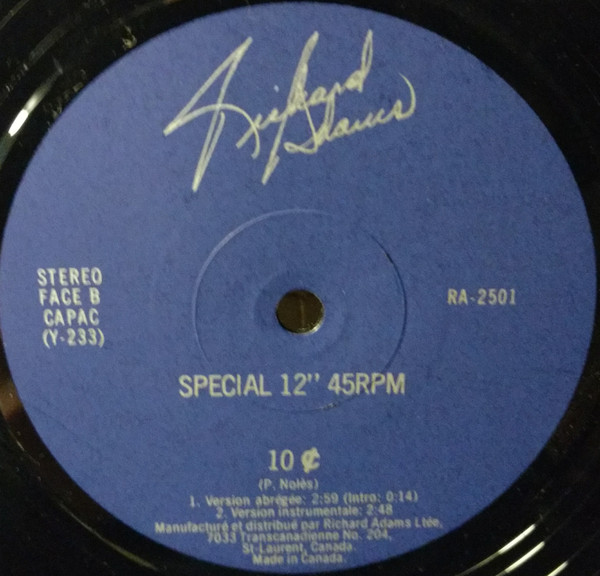 Richard
Adams
STEREO
FACE B
CAPAC
(Y-233)
RA-2501
SPECIAL 12" 45RPM
10 ¢
(P. Nolès)
1. Version abrégée: 2:59 (Intro: 0:14)
2. Version instrumentale: 2:48
Manufacturé et distribué par Richard Adams Ltée,
7033 Transcanadienne No. 204,
St-Laurent, Canada.
Made in Canada.